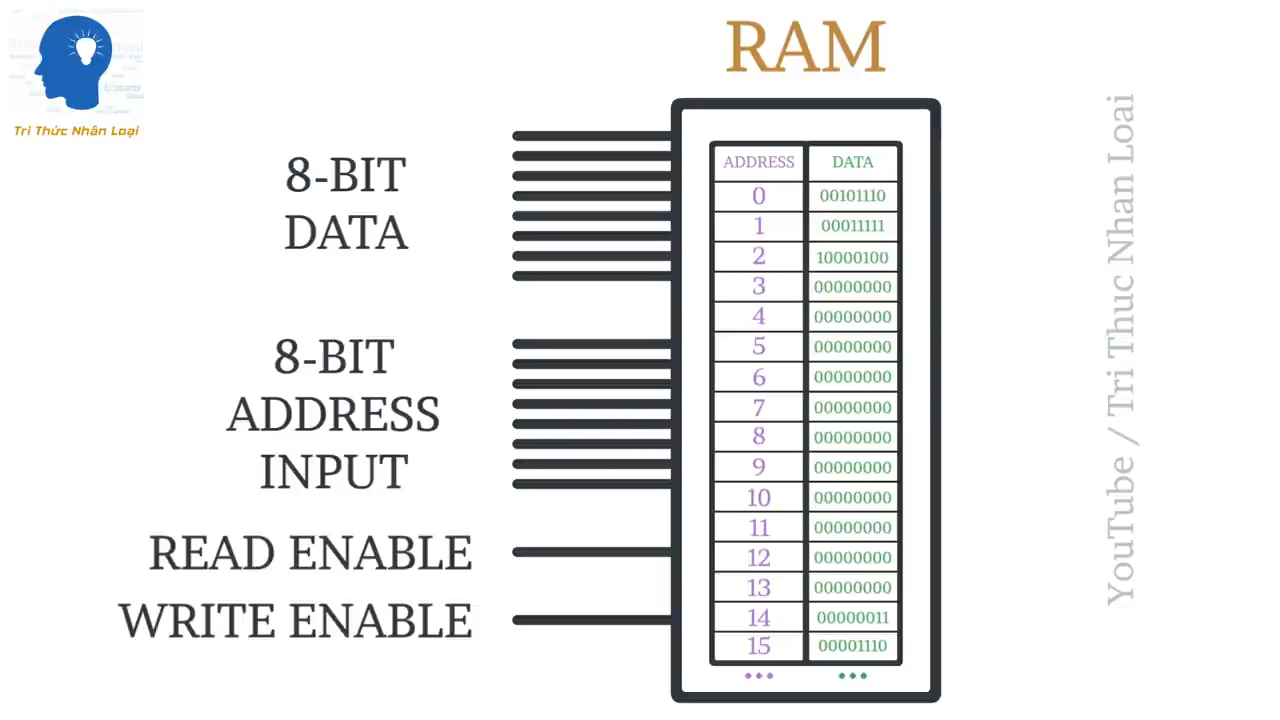 Tri Thức Nhân Loại
RAM
8-BIT
DATA
8-BIT
ADDRESS
INPUT
READ ENABLE
WRITE ENABLE
ADDRESS DATA
0 00101110
1 00011111
2 10000100
3 00000000
4 00000000
5 00000000
6 00000000
7 00000000
8 00000000
9 00000000
10 00000000
11 00000000
12 00000000
13 00000000
14 00000011
15 00001110
YouTube / Tri Thuc Nhan Loai
Economy